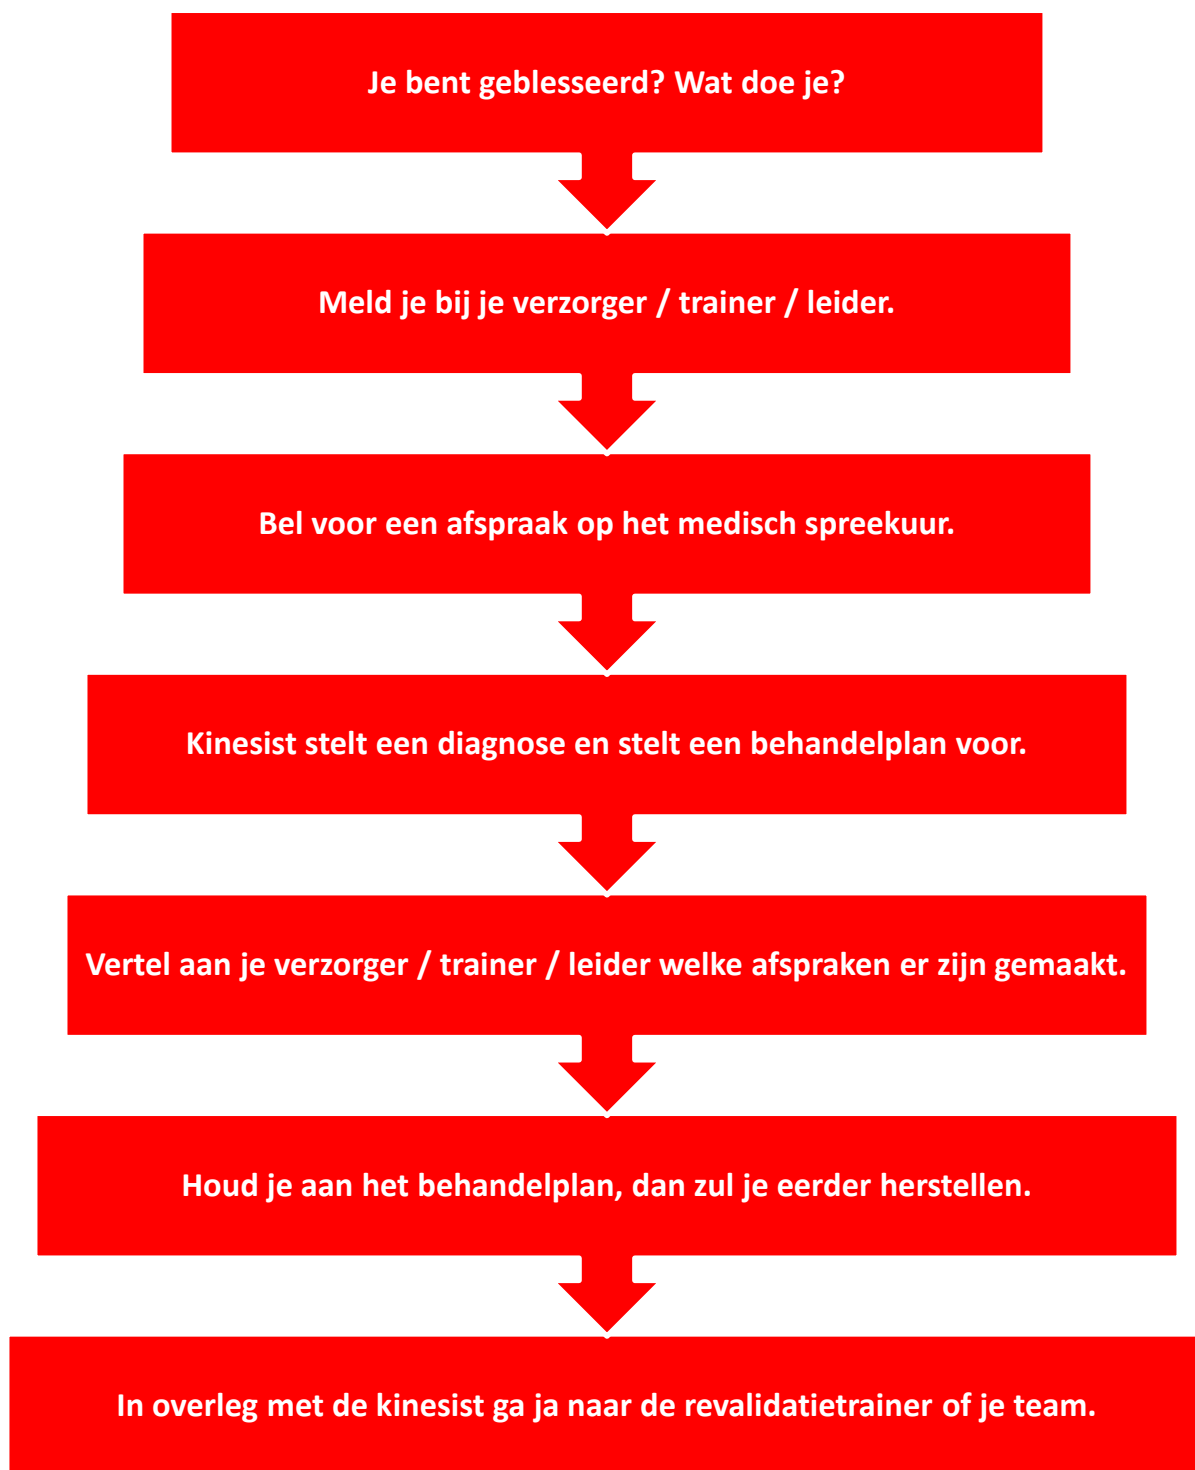 Je bent geblesseerd? Wat doe je?
Meld je bij je verzorger / trainer / leider.
Bel voor een afspraak op het medisch spreekuur.
Kinesist stelt een diagnose en stelt een behandelplan voor.
Vertel aan je verzorger / trainer / leider welke afspraken er zijn gemaakt.
Houd je aan het behandelplan, dan zul je eerder herstellen.
In overleg met de kinesist ga ja naar de revalidatietrainer of je team.